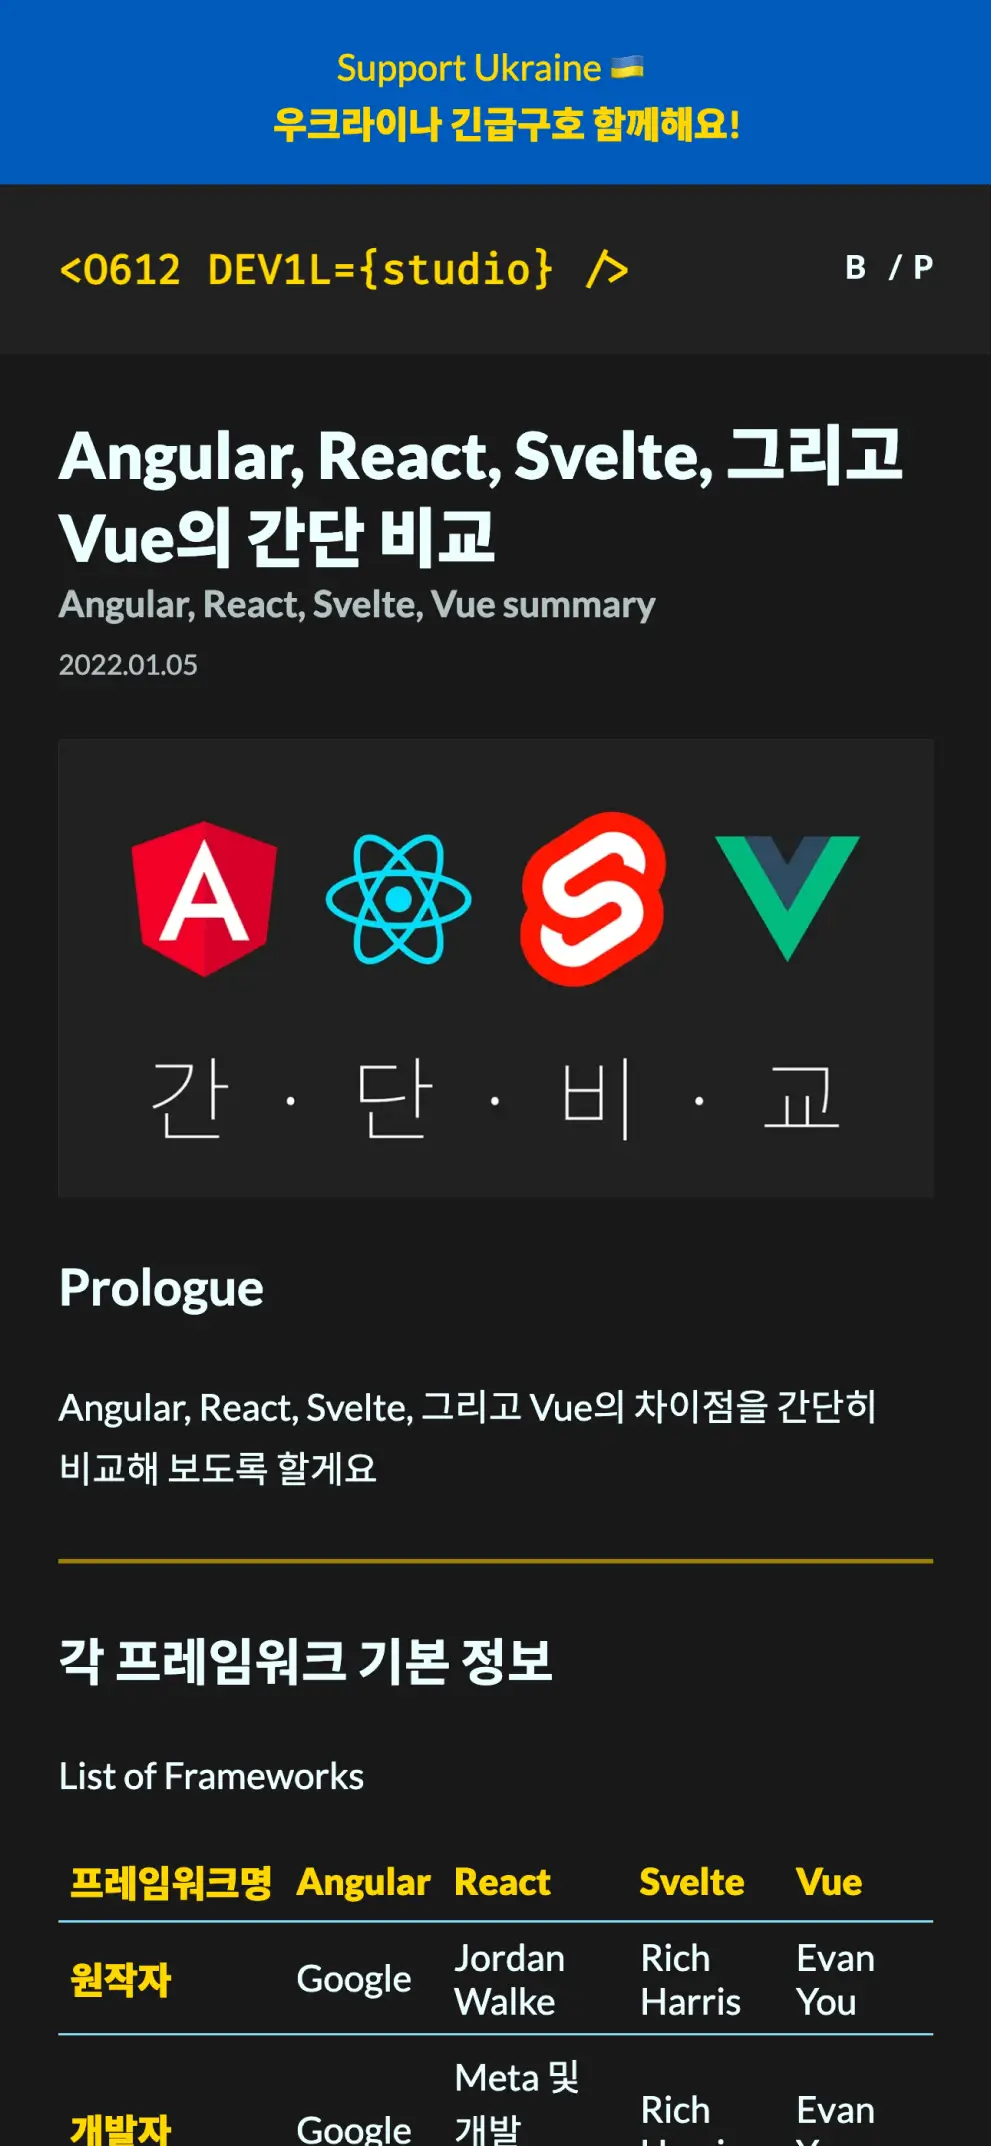 Support Ukraine 🇺🇦
우크라이나 긴급구호 함께해요!
<0612 DEV1L={studio} />
B / P
Angular, React, Svelte, 그리고
Vue의 간단 비교
Angular, React, Svelte, Vue summary
2022.01.05
간 · 단 · 비 · 교
Prologue
Angular, React, Svelte, 그리고 Vue의 차이점을 간단히
비교해 보도록 할게요
각 프레임워크 기본 정보
List of Frameworks
프레임워크명 Angular React Svelte Vue
원작자 Google Jordan Walke Rich Harris Evan You
개발자 Google Meta 및 개발 Rich Evan